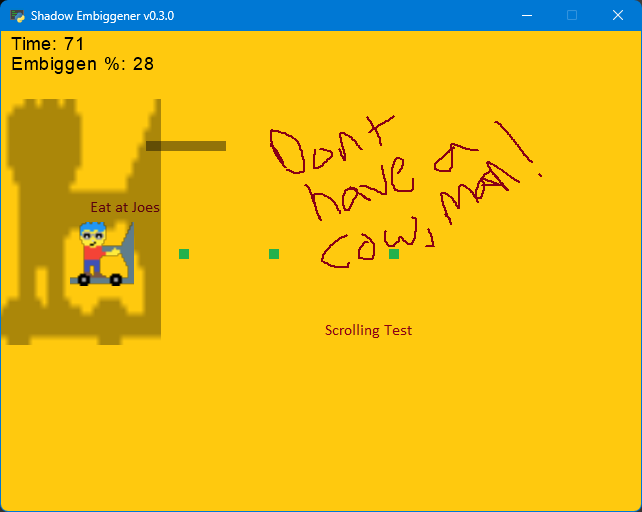 Shadow Embiggener v0.3.0
Time: 71
Embiggen %: 28
Dont
have a
cow, Man!
Eat at Joes
Scrolling Test